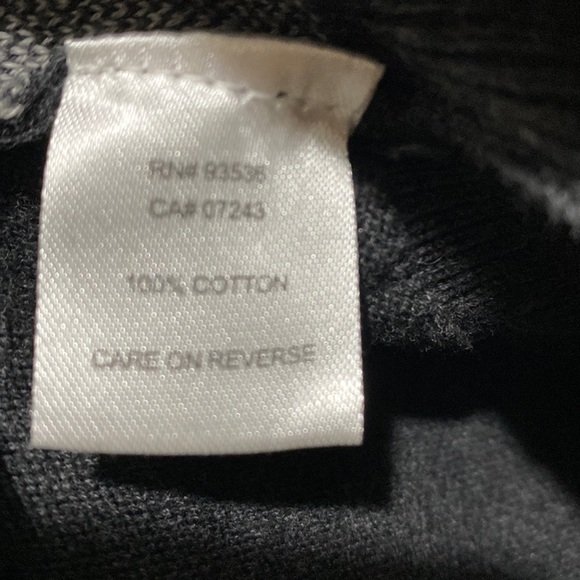 RN# 93536
CA# 07243
100% COTTON
CARE ON REVERSE